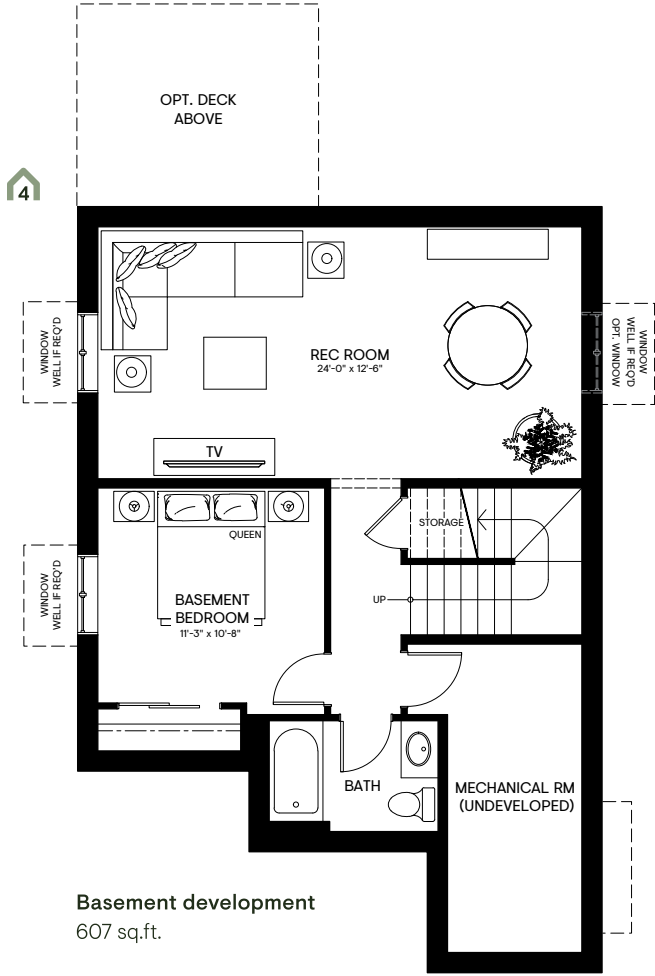 OPT. DECK
ABOVE
4
WINDOW
WELL IF REQ'D
REC ROOM
24'-0" x 12'-6"
WINDOW
WELL IF REQ'D
OPT. WINDOW
TV
STORAGE
QUEEN
WINDOW
WELL IF REQ'D
BASEMENT
BEDROOM
11'-3" x 10'-8"
UP
BATH
MECHANICAL RM
(UNDEVELOPED)
Basement development
607 sq.ft.